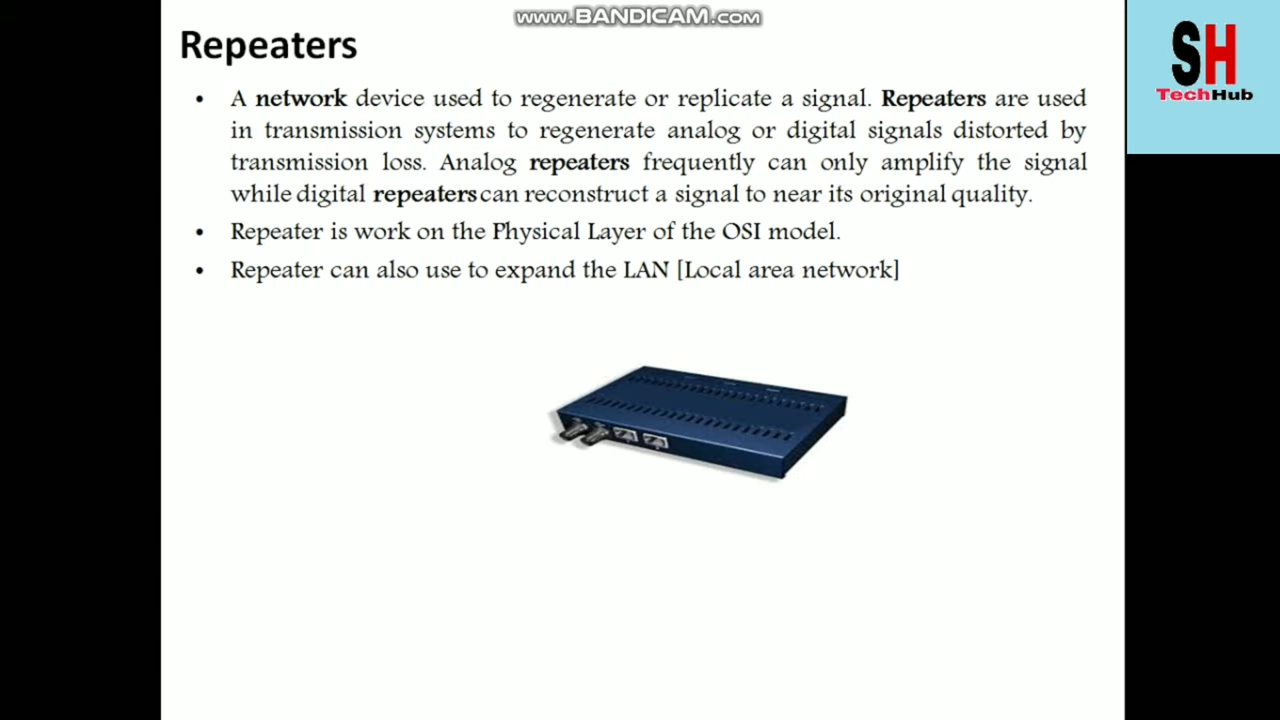 www.BANDICAM.com
SH
TechHub
Repeaters
• A network device used to regenerate or replicate a signal. Repeaters are used
in transmission systems to regenerate analog or digital signals distorted by
transmission loss. Analog repeaters frequently can only amplify the signal
while digital repeaters can reconstruct a signal to near its original quality.
• Repeater is work on the Physical Layer of the OSI model.
• Repeater can also use to expand the LAN [Local area network]